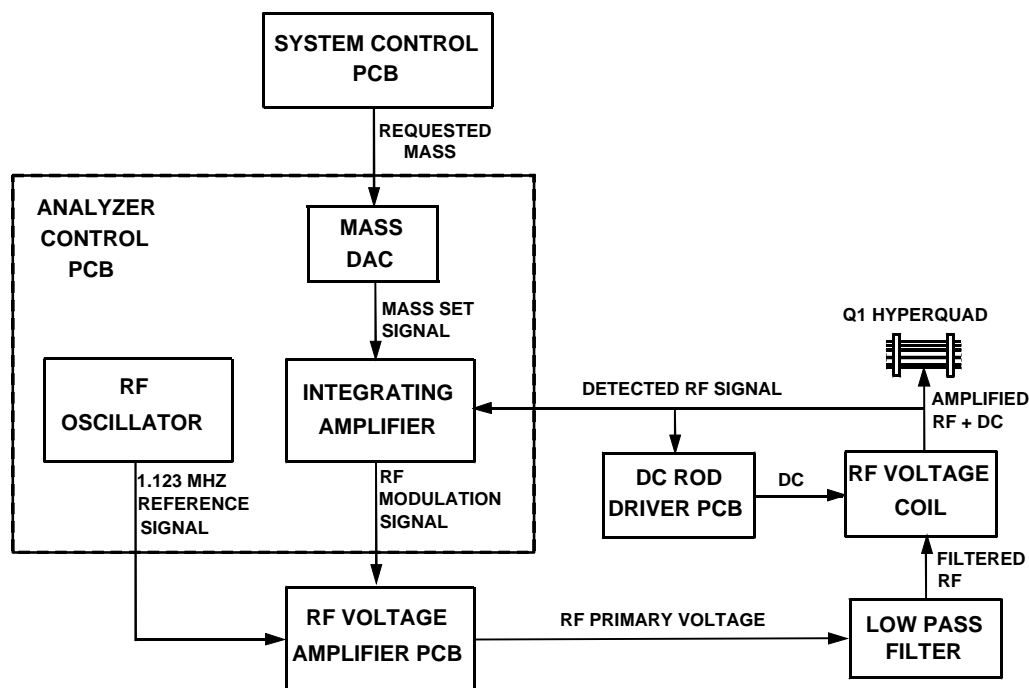 SYSTEM CONTROL
PCB
REQUESTED
MASS
ANALYZER
CONTROL
PCB
MASS
DAC
MASS SET
SIGNAL
Q1 HYPERQUAD
RF
OSCILLATOR
INTEGRATING
AMPLIFIER
DETECTED RF SIGNAL
AMPLIFIED
RF + DC
DC ROD
DRIVER PCB
DC
RF VOLTAGE
COIL
1.123 MHZ
REFERENCE
SIGNAL
RF
MODULATION
SIGNAL
FILTERED
RF
RF VOLTAGE
AMPLIFIER PCB
RF PRIMARY VOLTAGE
LOW PASS
FILTER